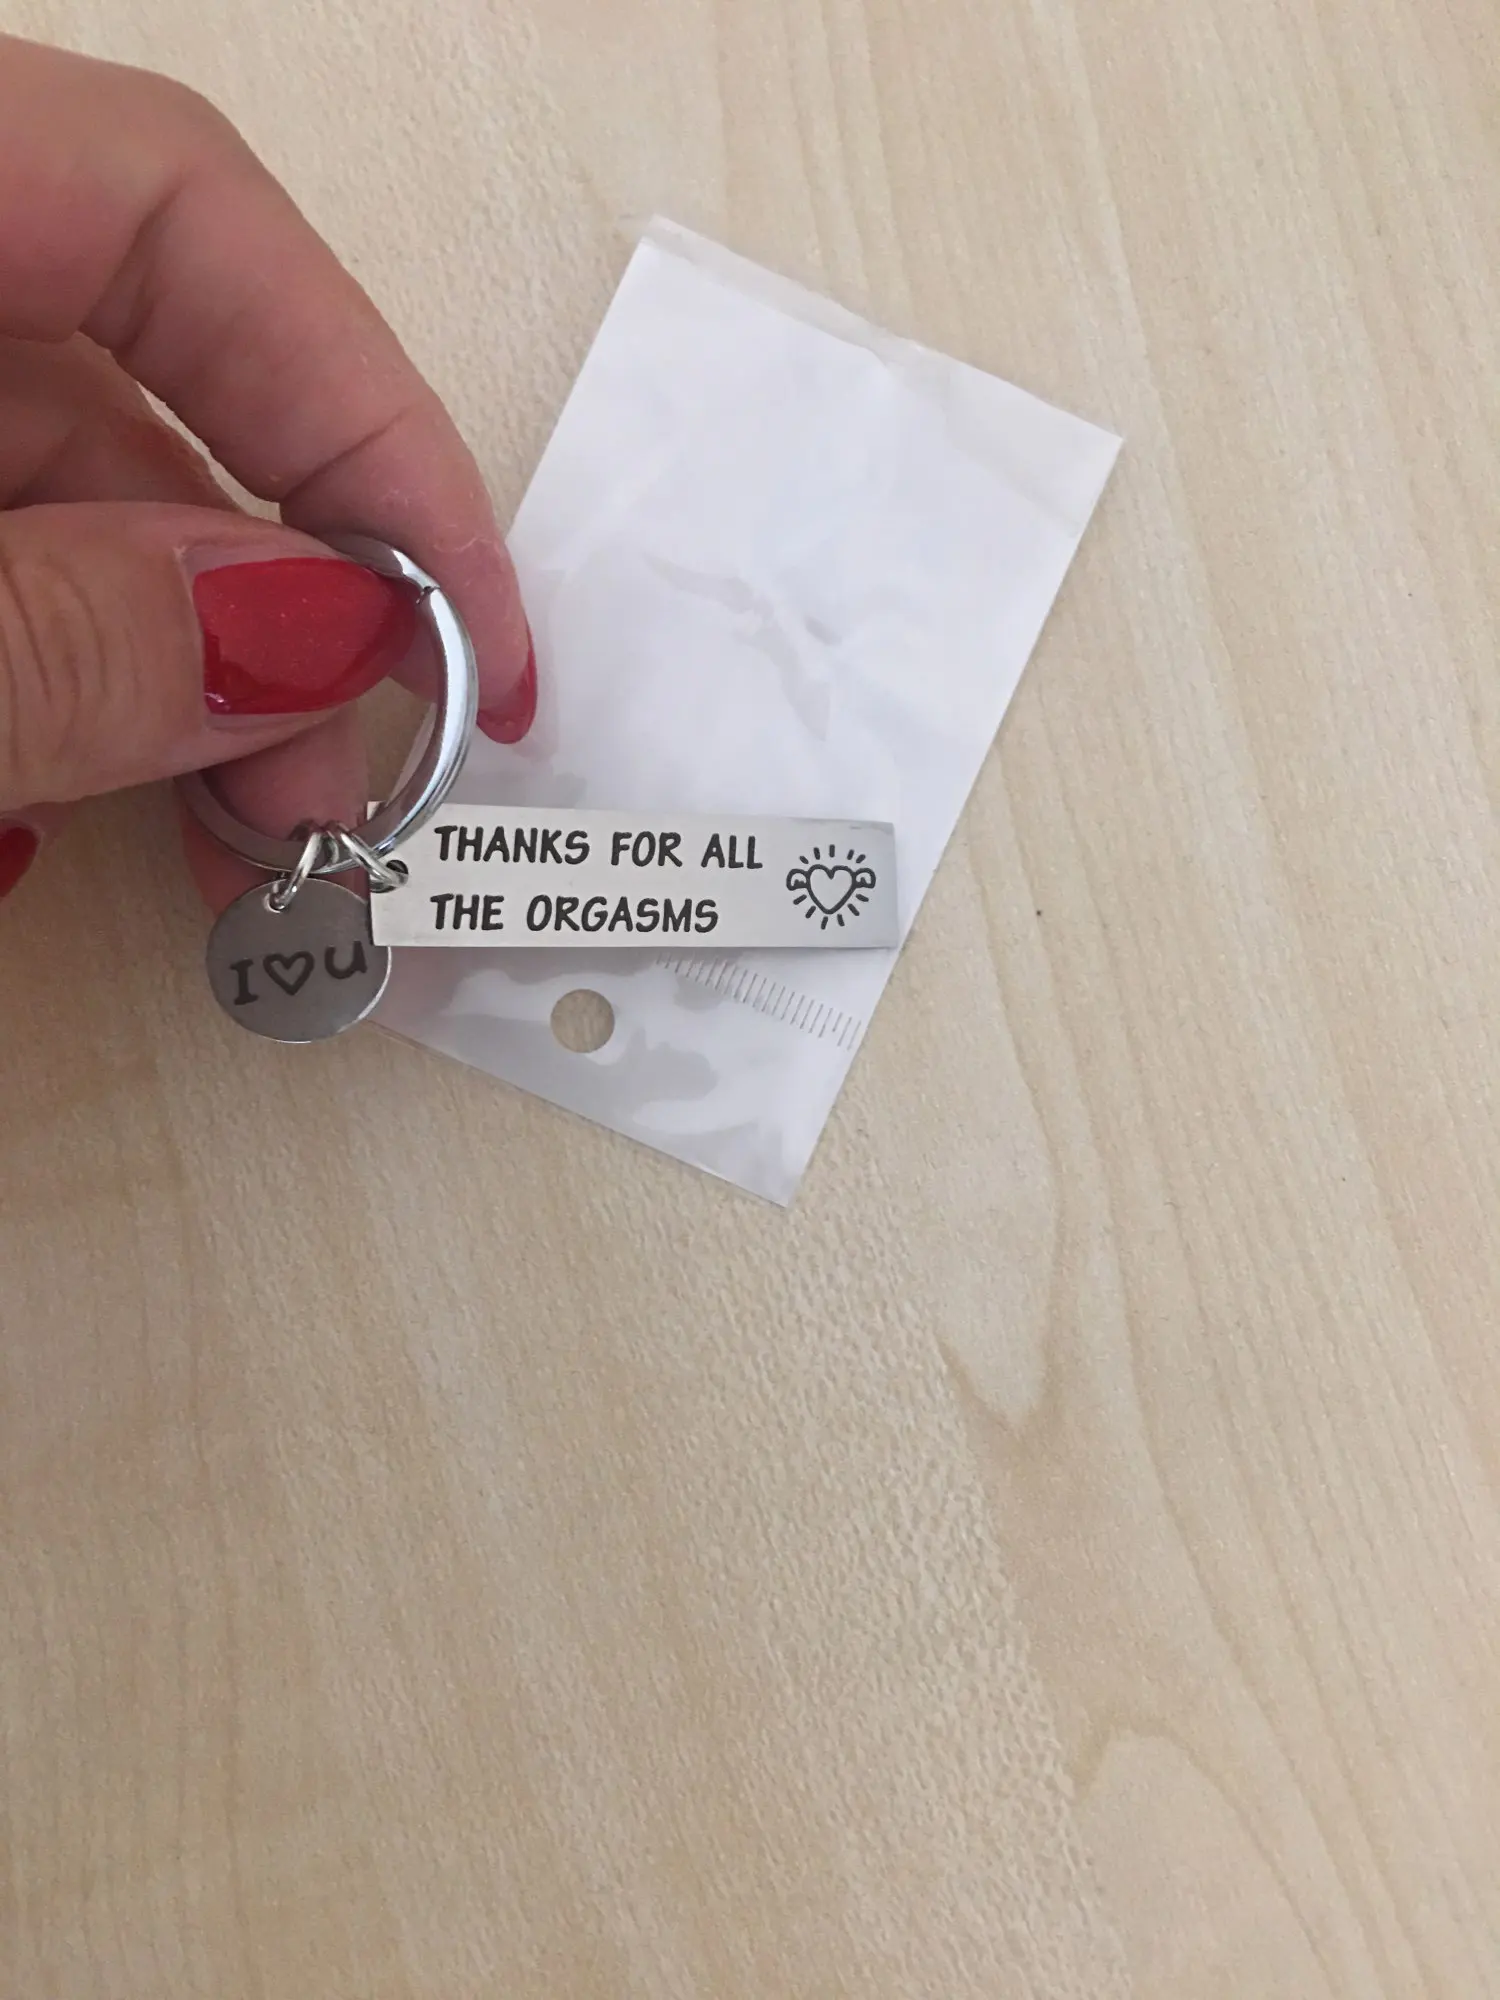 THANKS FOR ALL
THE ORGASMS
I♡U